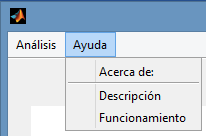 Análisis Ayuda
Acerca de:
Descripción
Funcionamiento